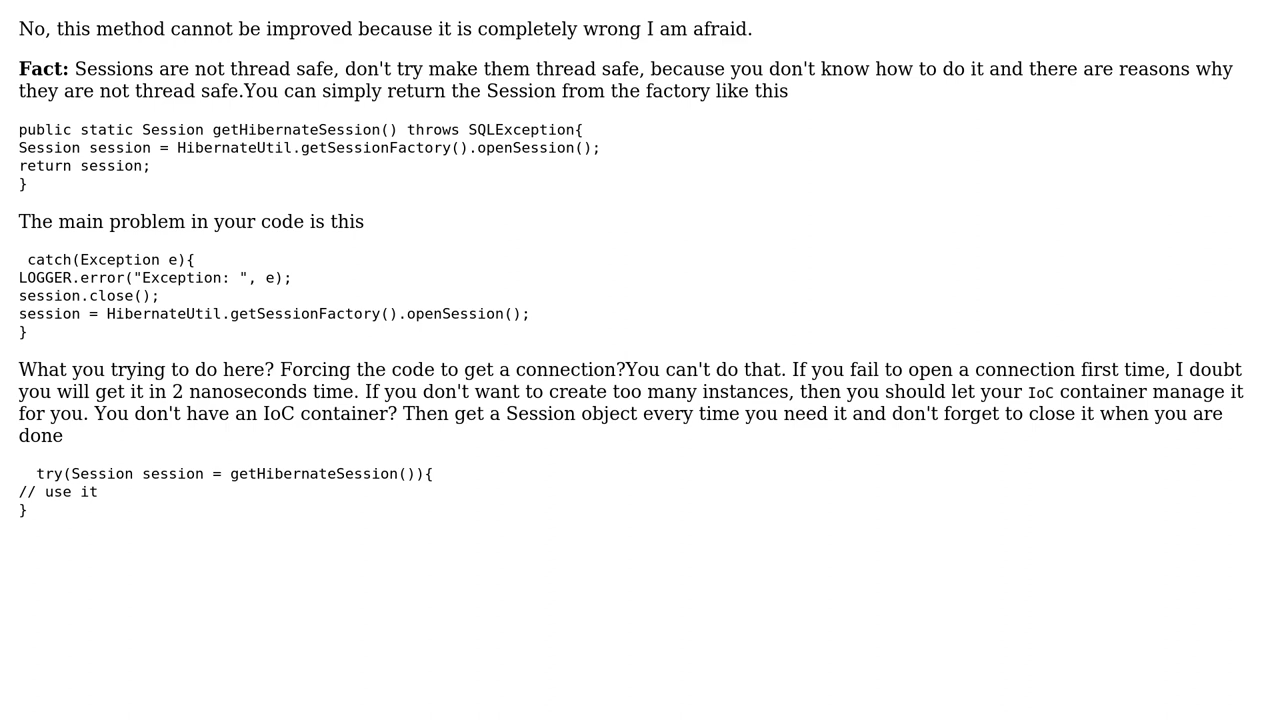 No, this method cannot be improved because it is completely wrong I am afraid.
Fact: Sessions are not thread safe, don't try make them thread safe, because you don't know how to do it and there are reasons why
they are not thread safe.You can simply return the Session from the factory like this
public static Session getHibernateSession() throws SQLException{
Session session = HibernateUtil.getSessionFactory().openSession();
return session;
}
The main problem in your code is this
catch(Exception e){
LOGGER.error("Exception: ", e);
session.close();
session = HibernateUtil.getSessionFactory().openSession();
}
What you trying to do here? Forcing the code to get a connection?You can't do that. If you fail to open a connection first time, I doubt
you will get it in 2 nanoseconds time. If you don't want to create too many instances, then you should let your IoC container manage it
for you. You don't have an IoC container? Then get a Session object every time you need it and don't forget to close it when you are
done
try(Session session = getHibernateSession()){
// use it
}